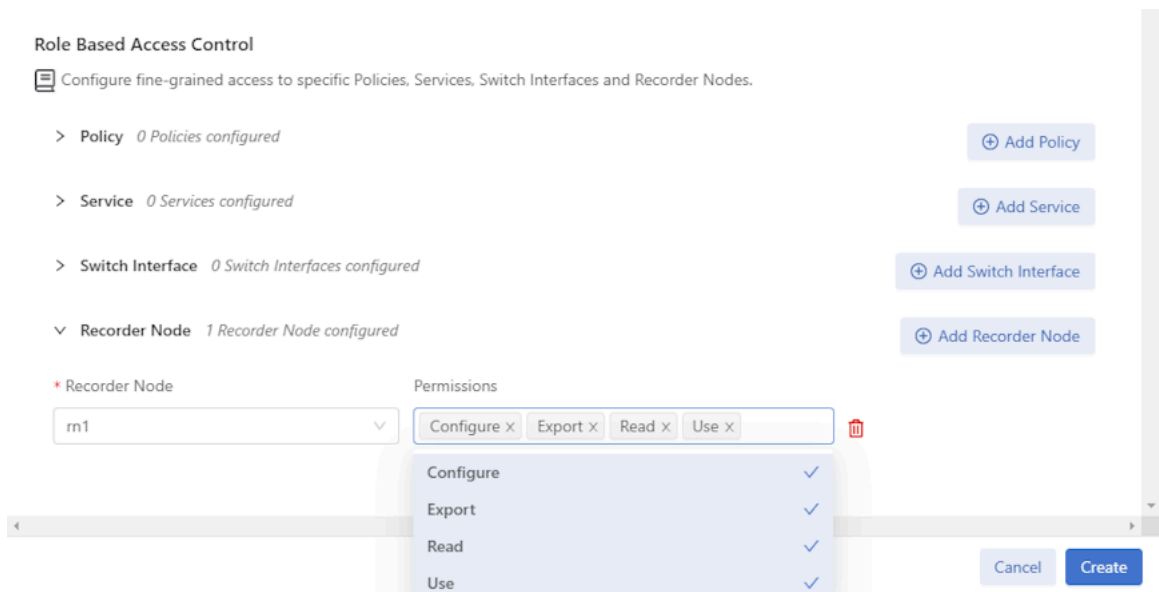 Role Based Access Control
Configure fine-grained access to specific Policies, Services, Switch Interfaces and Recorder Nodes.
Policy 0 Policies configured
Add Policy
Service 0 Services configured
Add Service
Switch Interface 0 Switch Interfaces configured
Add Switch Interface
Recorder Node 1 Recorder Node configured
Add Recorder Node
* Recorder Node Permissions
rn1 Configure × Export × Read × Use ×
Configure
Export
Read
Use
Cancel Create